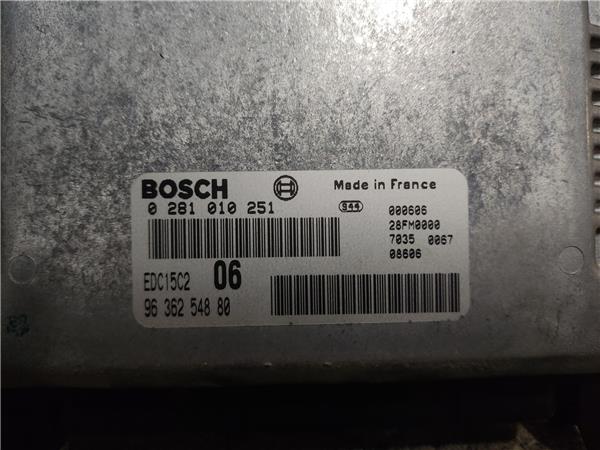 BOSCH Made in France
0 281 010 251 S44 000606
28FM0000
7035 0067
08606
EDC15C2 06
96 362 548 80